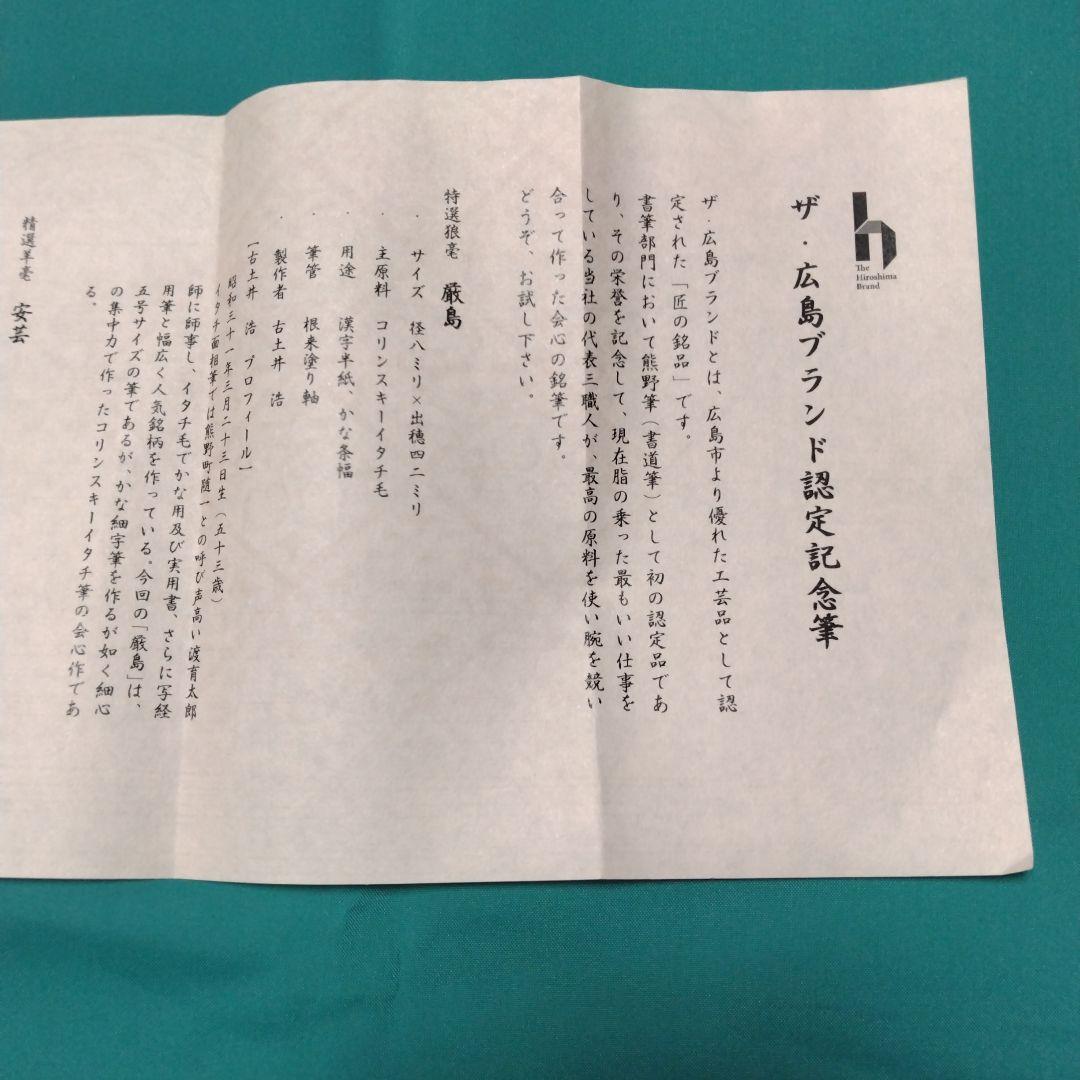 The
Hiroshima
Brand
ザ・広島ブランド認定記念筆
ザ・広島ブランドとは、広島市より優れた工芸品として認
定された「匠の銘品」です。
書筆部門において熊野筆（書道筆）として初の認定品であ
り、その栄誉を記念して、現在脂の乗った最もいい仕事を
している当社の代表三職人が、最高の原料を使い腕を競い
合って作った会心の銘筆です。
どうぞ、お試し下さい。
特選狼毫　厳島
・サイズ　径八ミリ×出穂四二ミリ
・主原料　コリンスキーイタチ毛
・用途　漢字半紙、かな条幅
・筆管　根来塗り軸
・製作者　古土井　浩
【古土井　浩　プロフィール】
昭和三十一年三月二十三日生（五十三歳）
イタチ面相筆では熊野町随一との呼び声高い渡育太郎
師に師事し、イタチ毛でかな用及び実用書、さらに写経
用筆と幅広く人気銘柄を作っている。今回の「厳島」は、
五号サイズの筆であるが、かな細字筆を作るが如く細心
の集中力で作ったコリンスキーイタチ筆の会心作であ
る。
精選羊毫　安芸